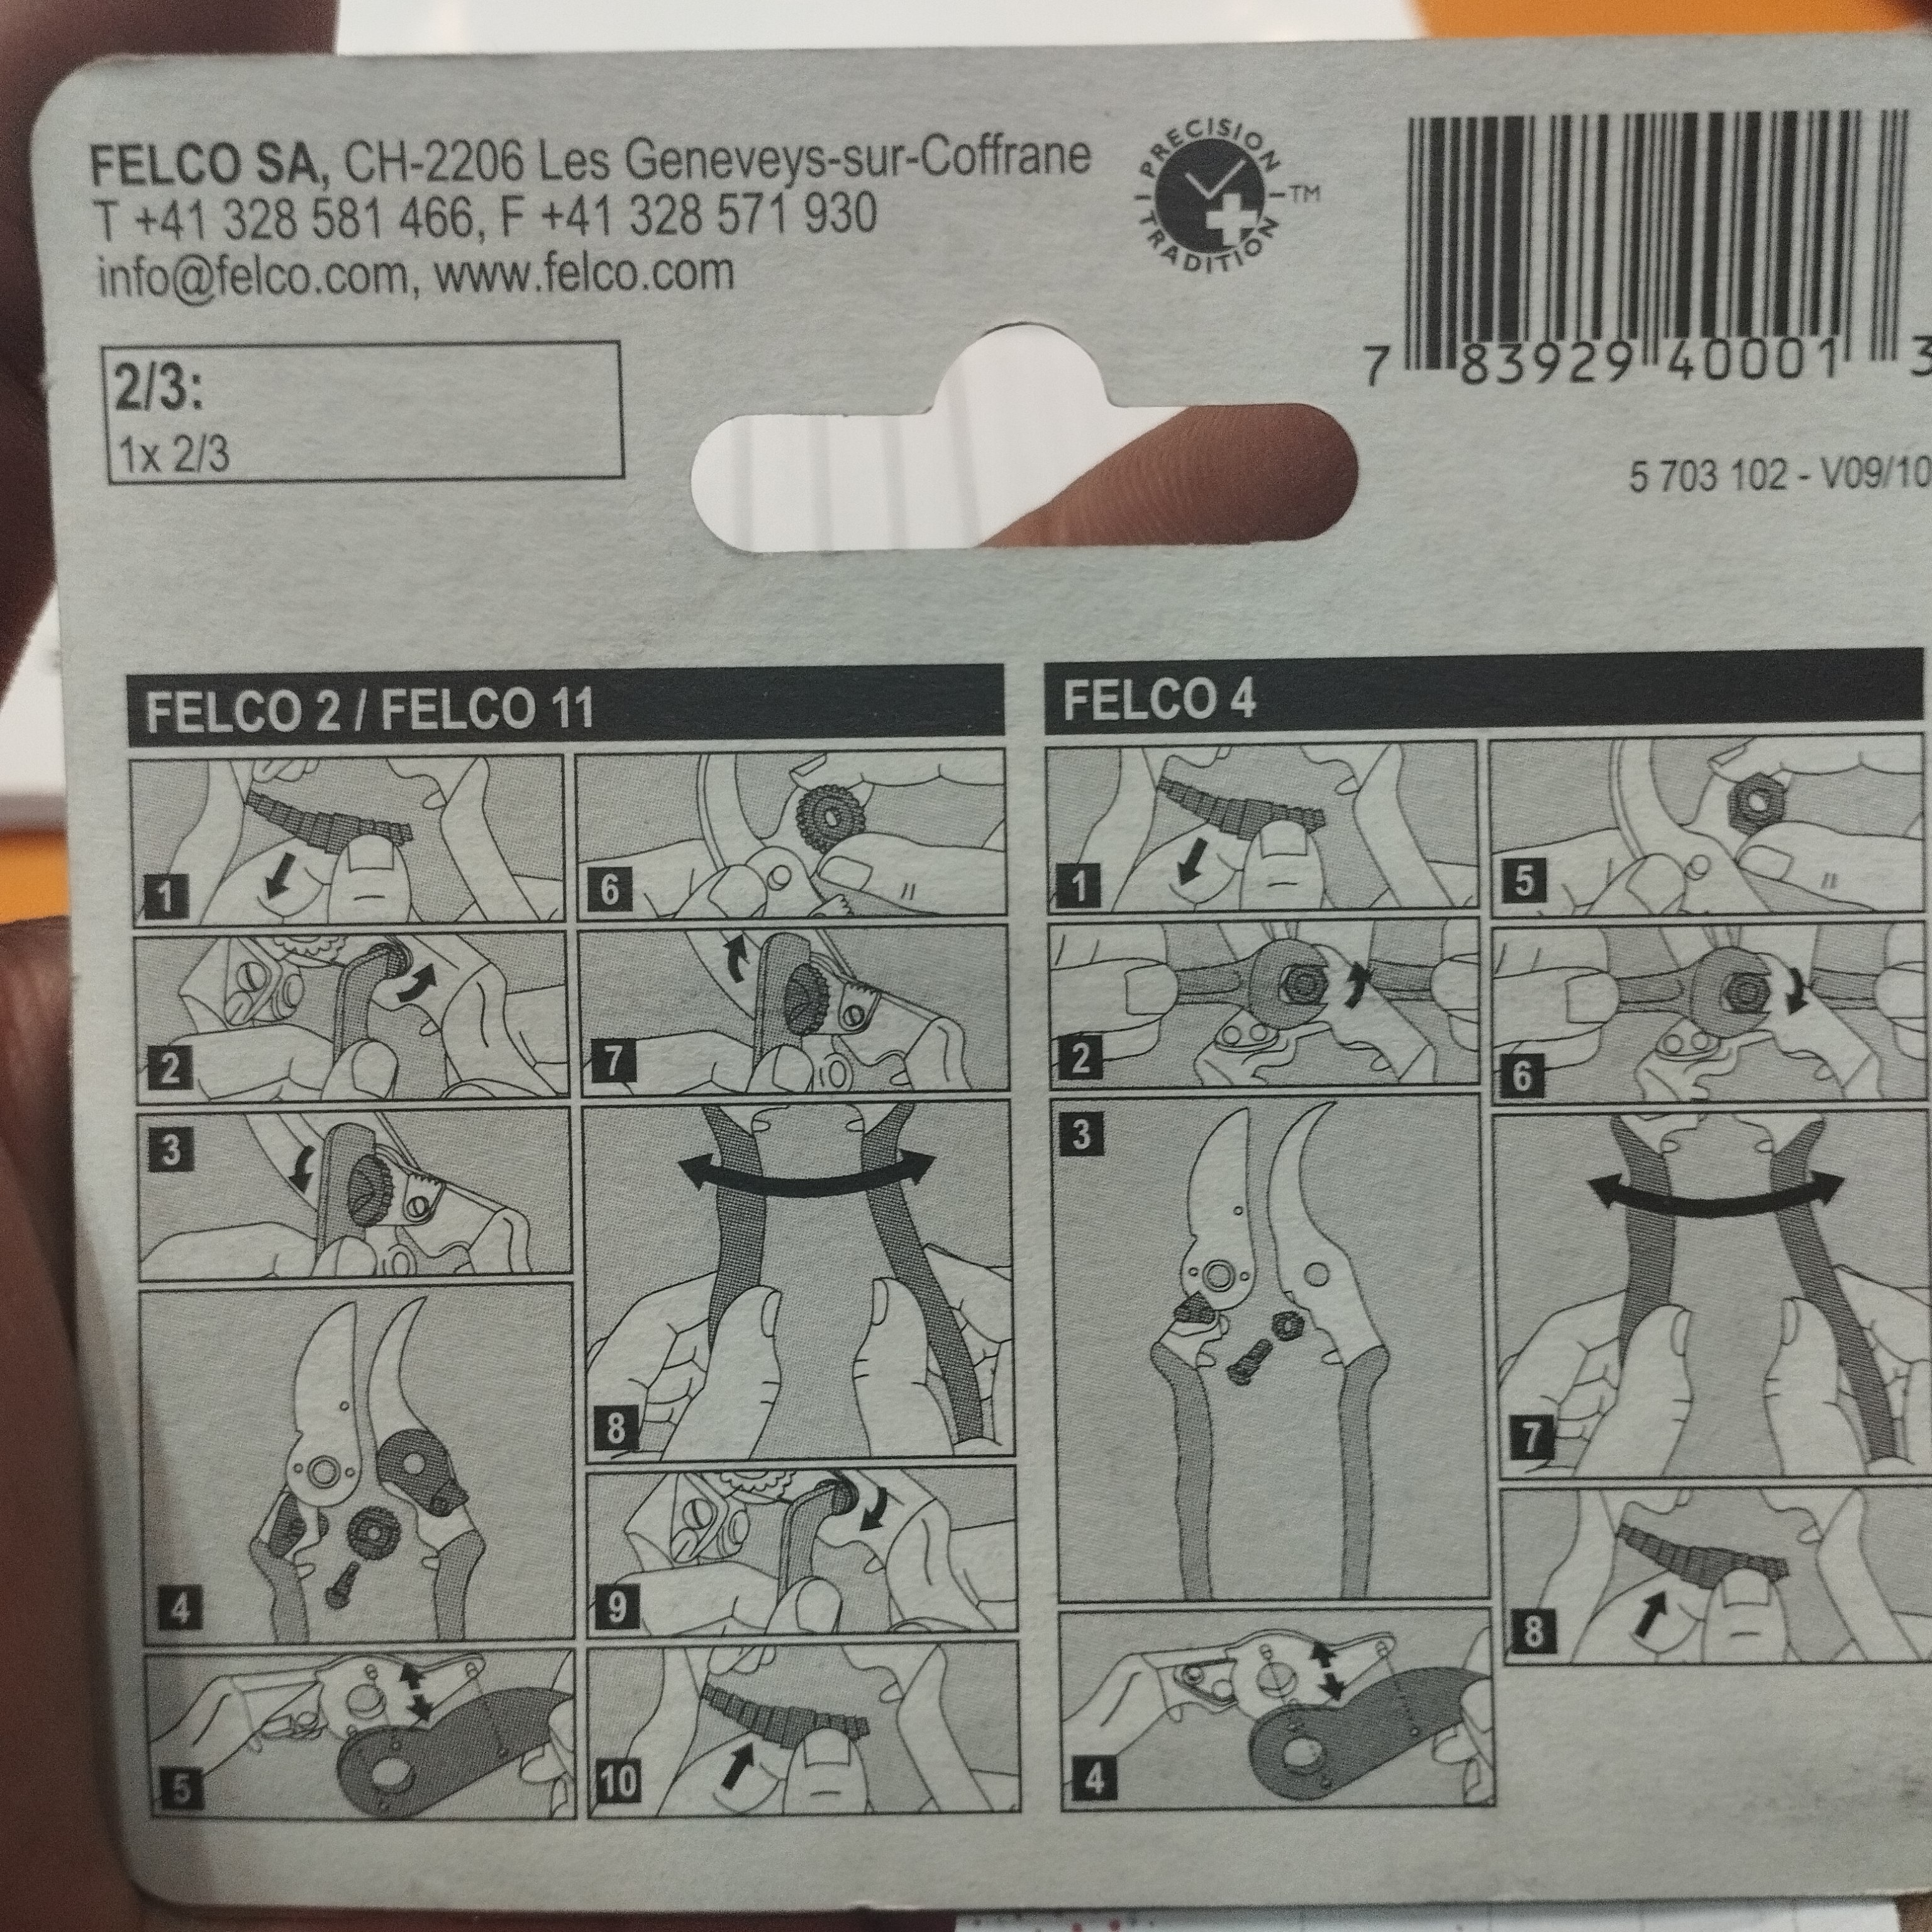 FELCO SA, CH-2206 Les Geneveys-sur-Coffrane
T +41 328 581 466, F +41 328 571 930
info@felco.com, www.felco.com
PRECISION
TRADITION
TM
7 83929 40001 3
2/3:
1x 2/3
5 703 102 - V09/10
FELCO 2 / FELCO 11
1
2
3
4
5
6
7
8
9
10
FELCO 4
1
2
3
4
5
6
7
8